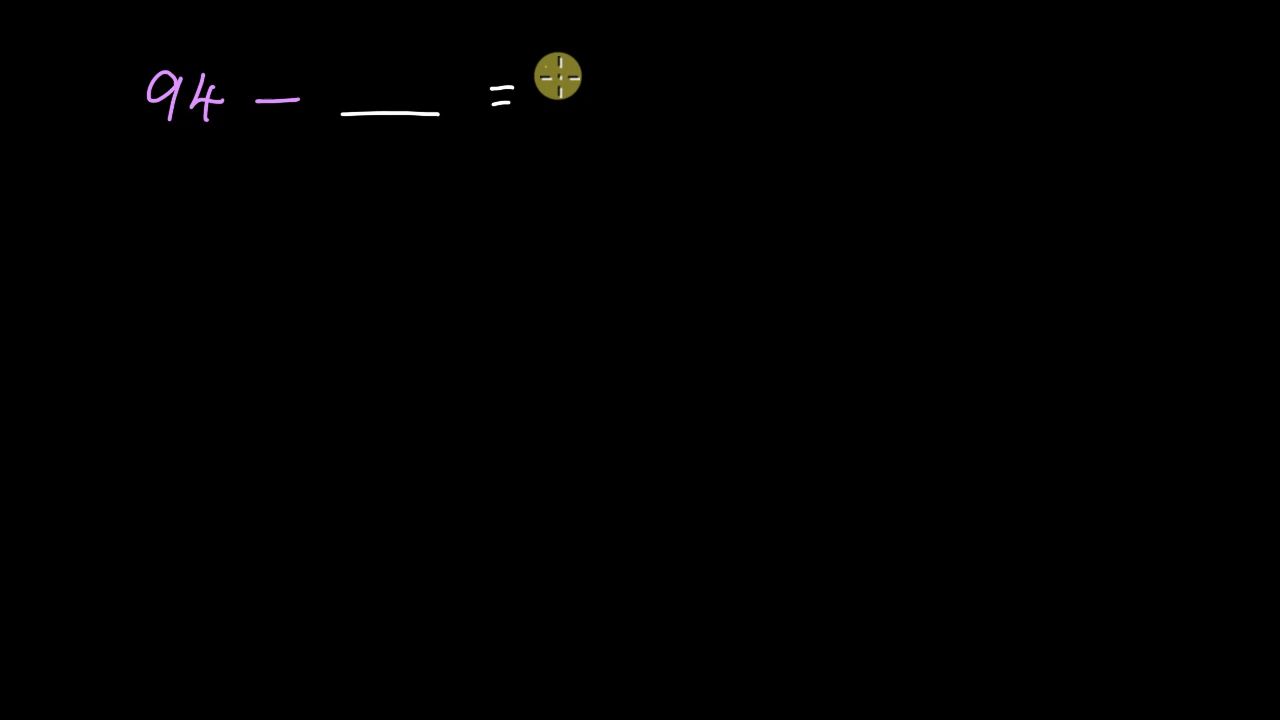 94 - ___ =